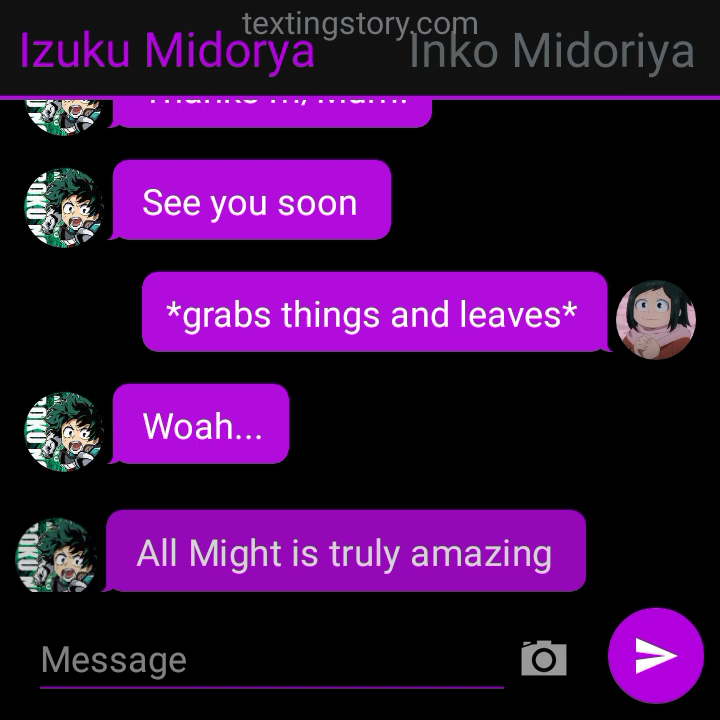 textingstory.com
Izuku Midorya
Inko Midoriya
See you soon
*grabs things and leaves*
Woah...
All Might is truly amazing
Message